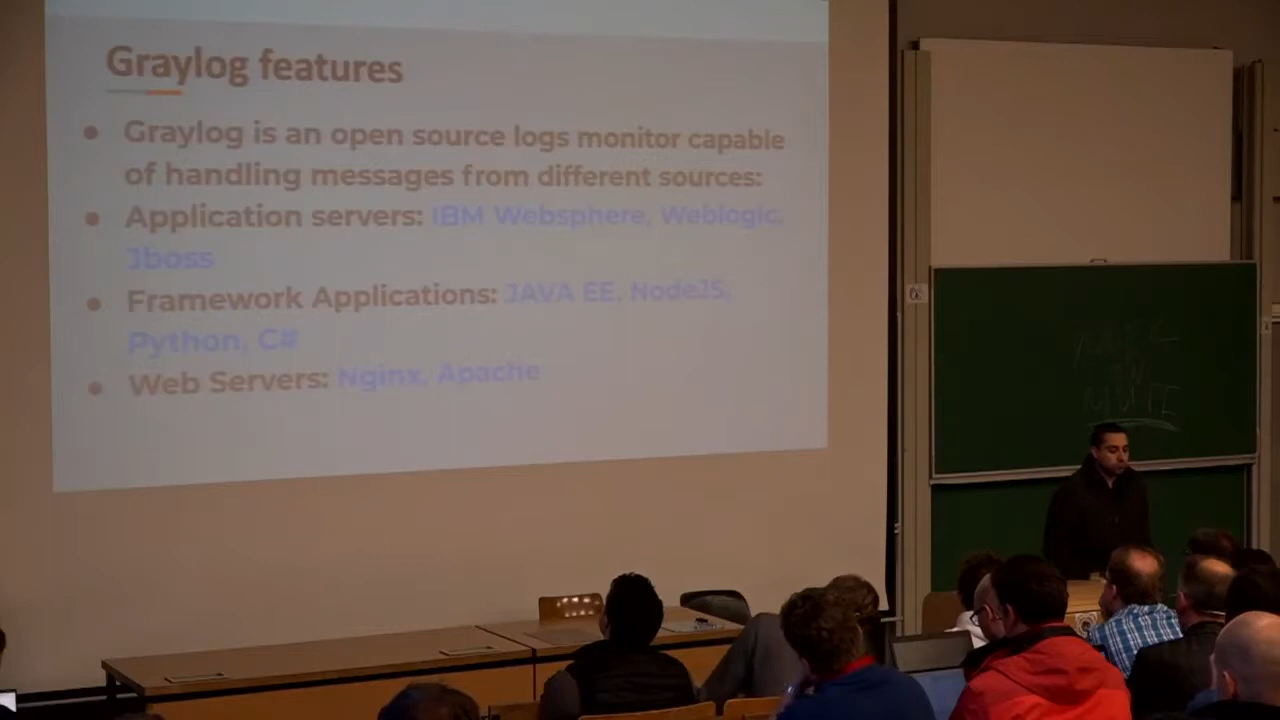 Graylog features
• Graylog is an open source logs monitor capable
of handling messages from different sources:
• Application servers: IBM Websphere, Weblogic,
Jboss
• Framework Applications: JAVA EE, NodeJS,
Python, C#
• Web Servers: Nginx, Apache
MUTE